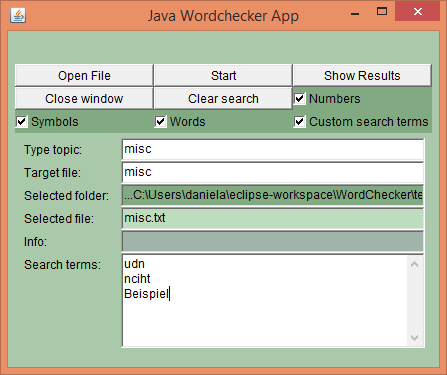 Java Wordchecker App
Open File Start Show Results
Close window Clear search Numbers
Symbols Words Custom search terms
Type topic: misc
Target file: misc
Selected folder: ...C:\Users\daniela\eclipse-workspace\WordChecker\te
Selected file: misc.txt
Info:
Search terms: udn
nciht
Beispiel